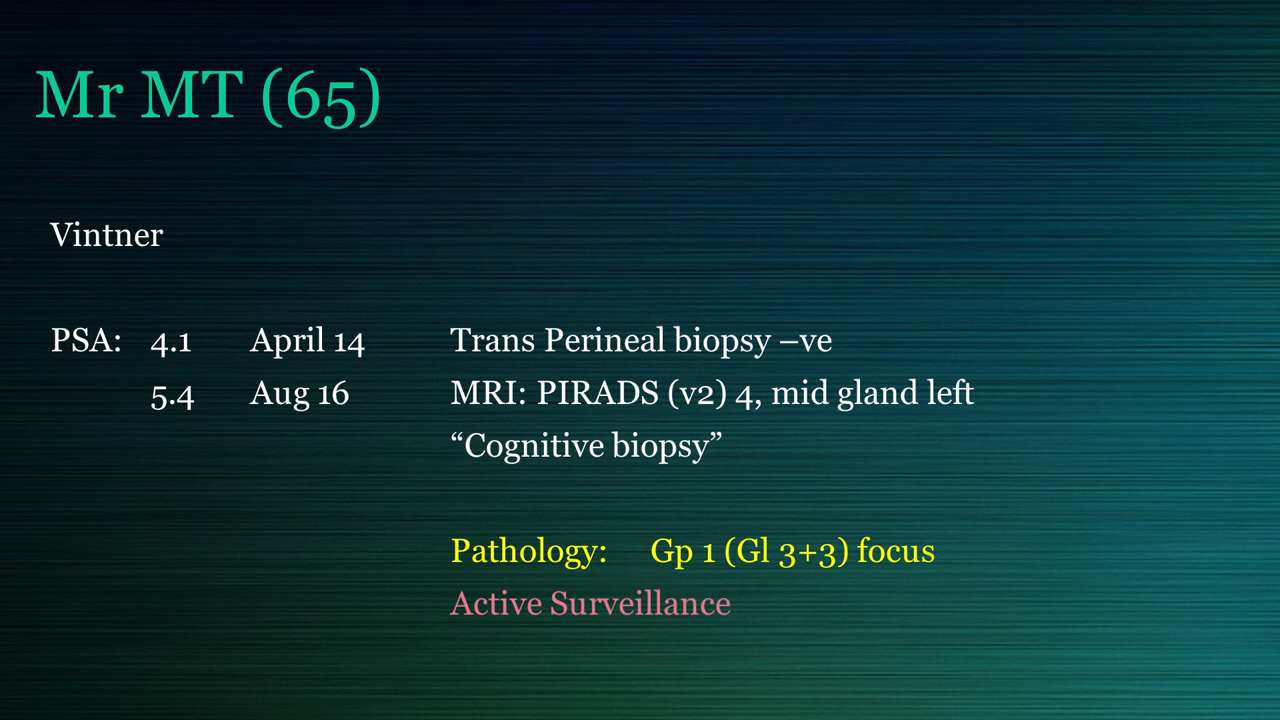 Mr MT (65)
Vintner
PSA: 4.1 April 14 Trans Perineal biopsy –ve
5.4 Aug 16 MRI: PIRADS (v2) 4, mid gland left
“Cognitive biopsy”
Pathology: Gp 1 (Gl 3+3) focus
Active Surveillance